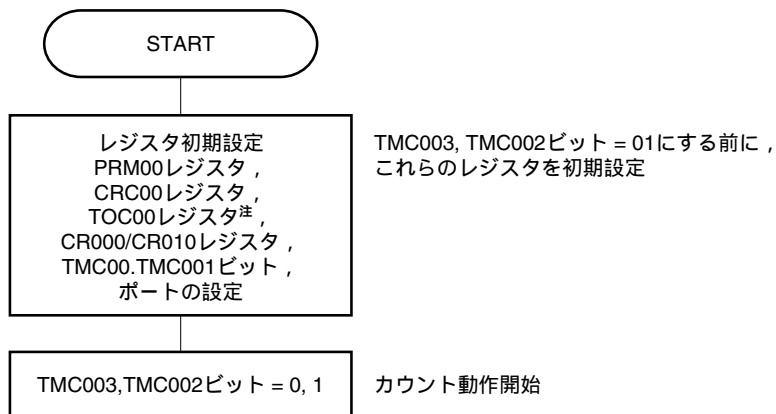 START
レジスタ初期設定
PRM00レジスタ，
CRC00レジスタ，
TOC00レジスタ注，
CR000/CR010レジスタ，
TMC00.TMC001ビット，
ポートの設定
TMC003, TMC002ビット = 01にする前に，
これらのレジスタを初期設定
TMC003,TMC002ビット = 0, 1
カウント動作開始